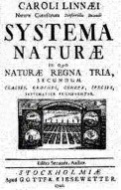 CAROLI LINNÆI
Naturæ Curiosorum Dioscoridis Secundi
SYSTEMA
NATURÆ
IN QUO
NATURÆ REGNA TRIA,
SECUNDUM
CLASSES, ORDINES, GENERA, SPECIES,
SYSTEMATICE PROPONUNTUR.
Editio Secunda, Auctior.
STOCKHOLMIÆ
Apud GOTTFR. KIESEWETTER